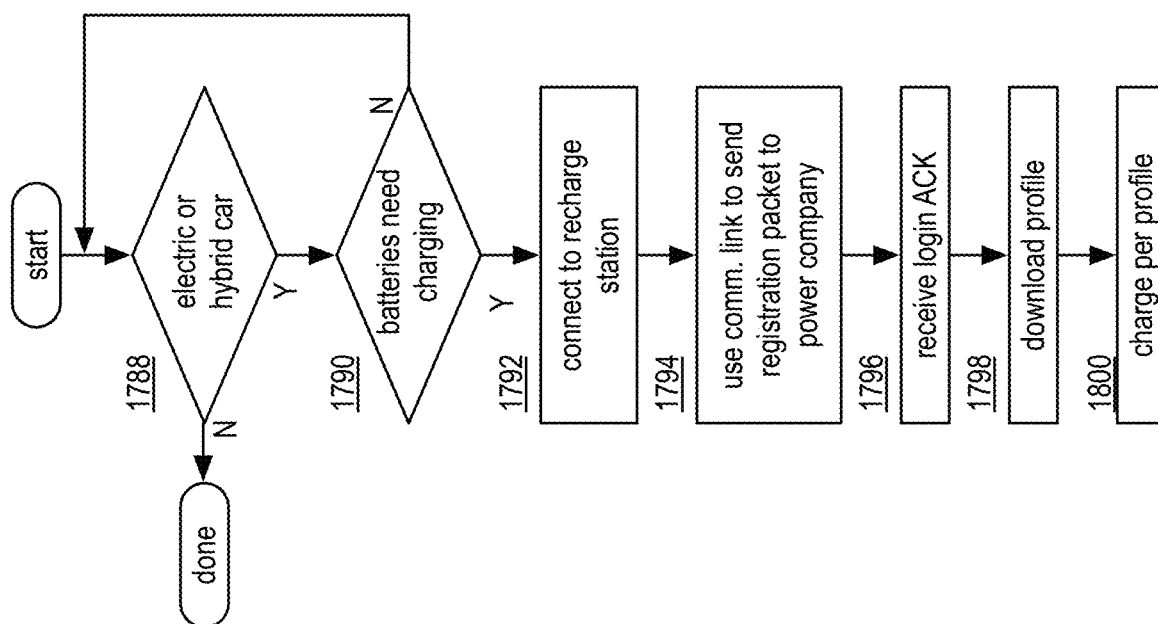 start
electric or
hybrid car
1788
N
Y
done
batteries need
charging
1790
N
Y
connect to recharge
station
1792
use comm. link to send
registration packet to
power company
1794
receive login ACK
1796
download profile
1798
charge per profile
1800